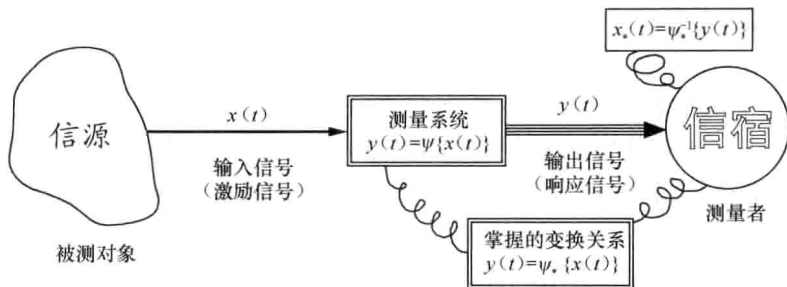 x*(t)=ψ*⁻¹{y(t)}
信源
x(t)
测量系统
y(t)=ψ{x(t)}
y(t)
信宿
输入信号
(激励信号)
输出信号
(响应信号)
测量者
被测对象
掌握的变换关系
y(t)=ψ*{x(t)}